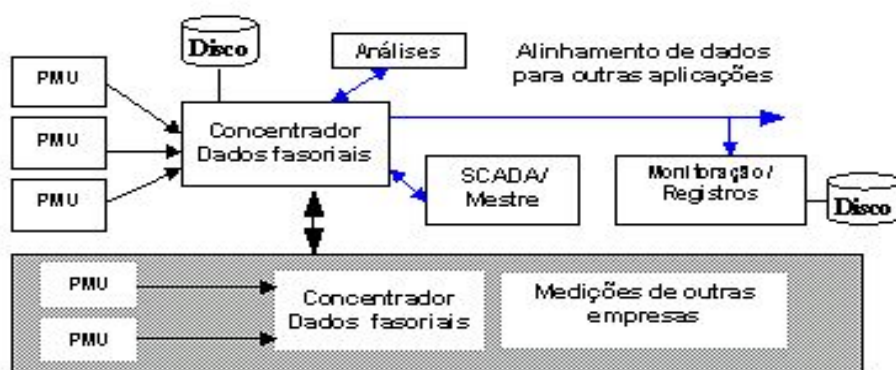 Disco
Análises
Alinhamento de dados
para outras aplicações
PMU
PMU
PMU
Concentrador
Dados fasoriais
SCADA/
Mestre
Monitoração/
Registros
Disco
PMU
PMU
Concentrador
Dados fasoriais
Medições de outras
empresas